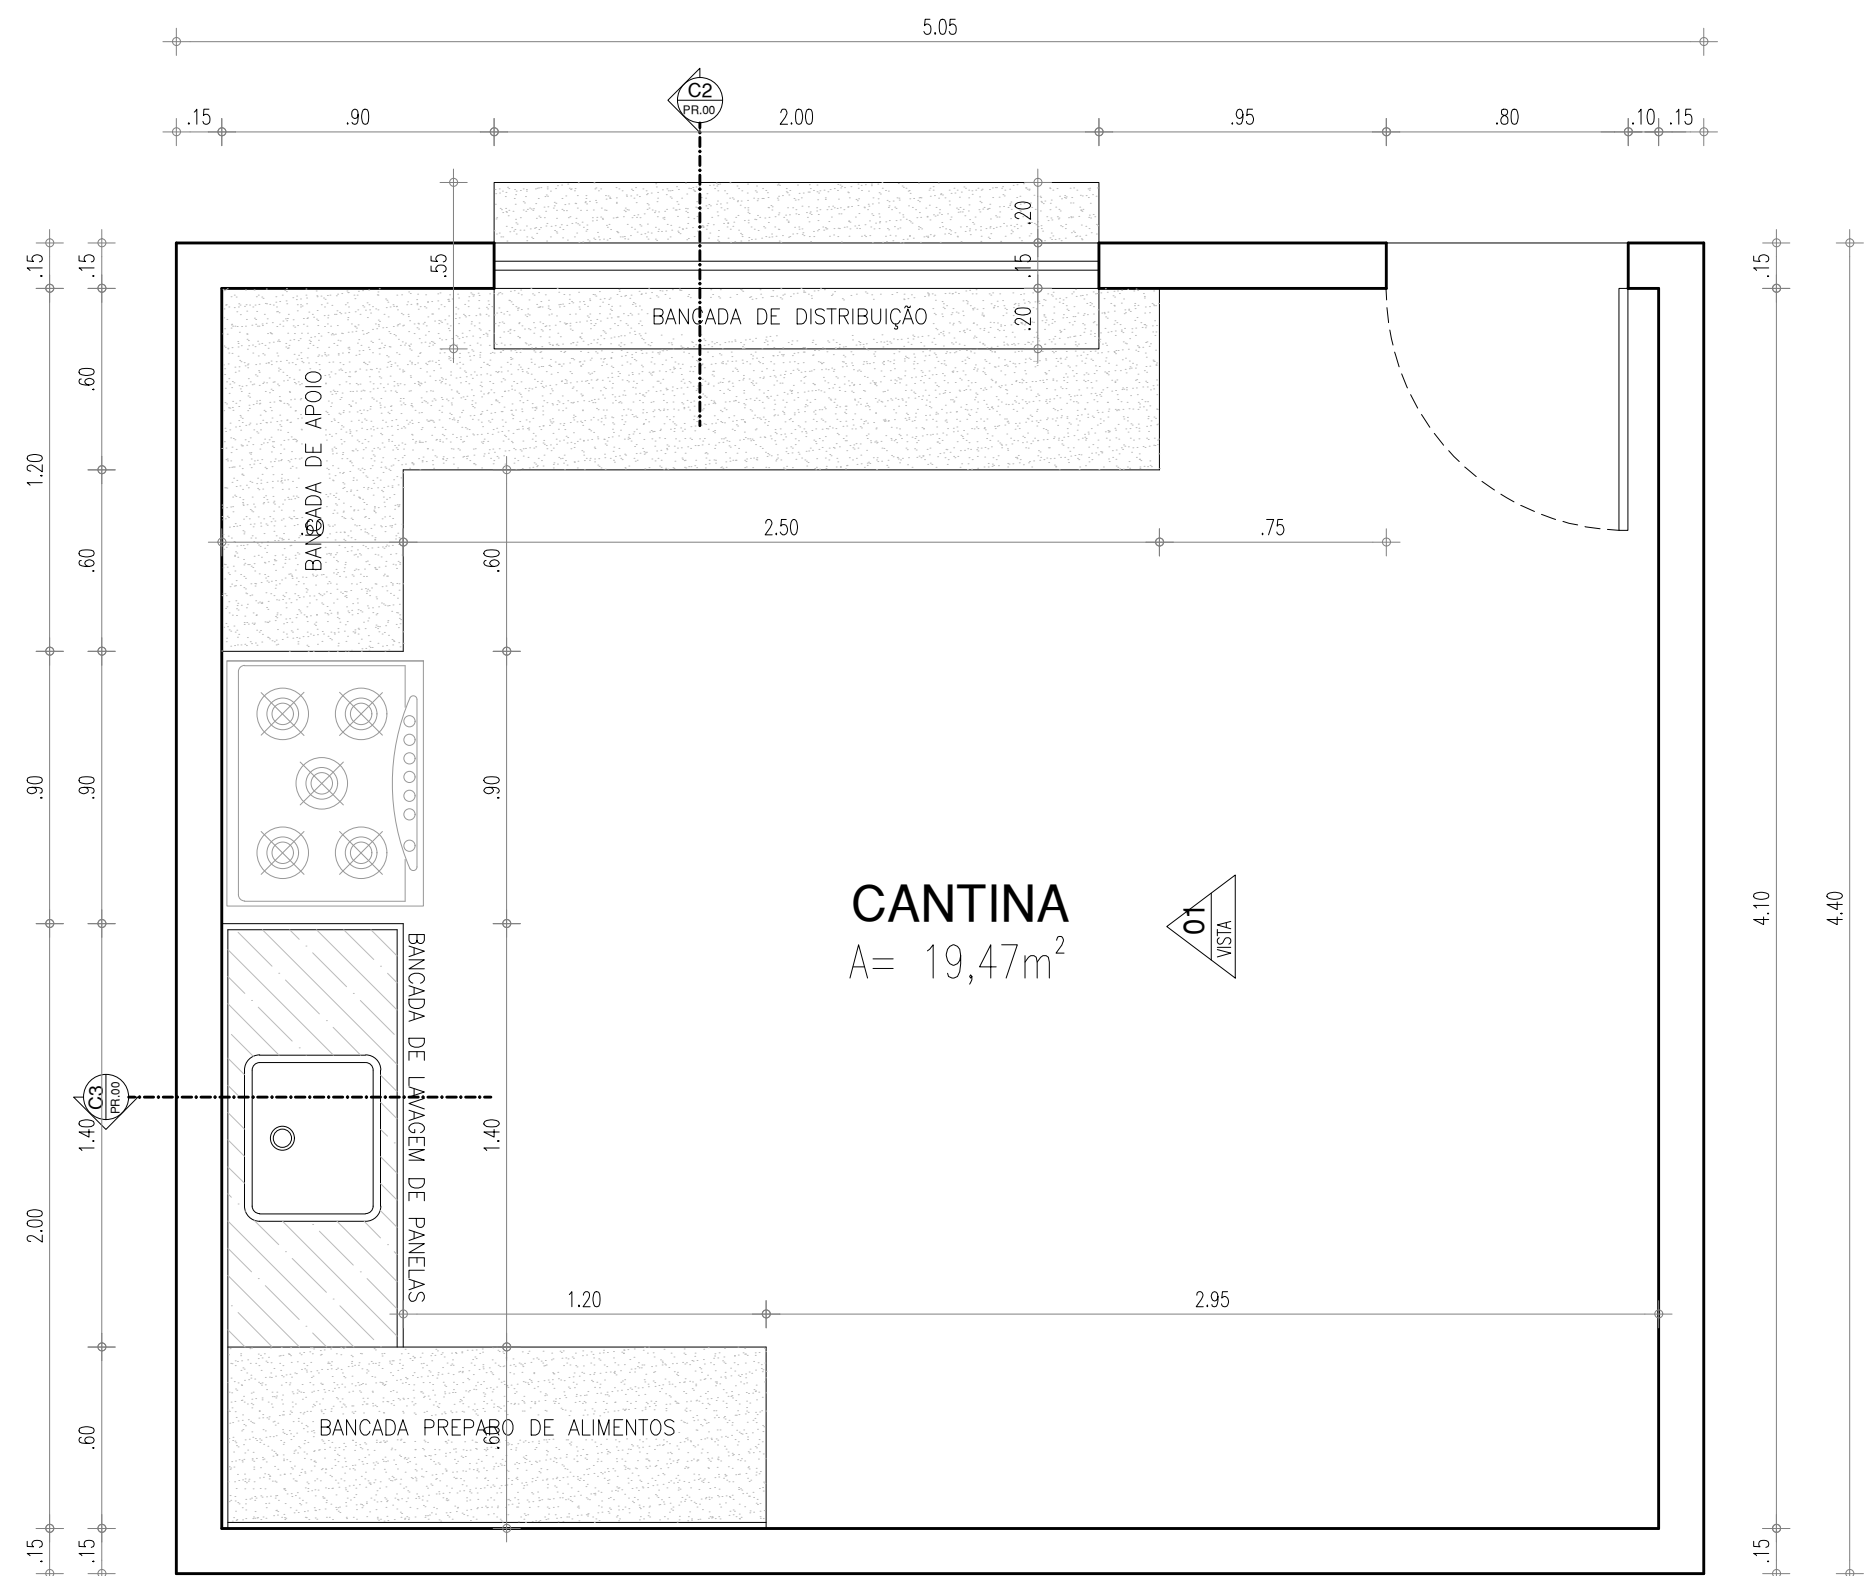 5.05
C2
PR.00
.15 .90 2.00 .95 .80 .10 .15
.20
.15 .15 .55 .15 .15
BANCADA DE DISTRIBUIÇÃO .20
.60
BANCADA DE APOIO
1.20
.60 2.50 .75
.60 .60
.90 .90 .90
CANTINA
A= 19,47m²
01
VISTA
4.10 4.40
BANCADA DE LAVAGEM DE PANELAS
C3
PR.00
1.40 1.40
2.00
1.20 2.95
BANCADA PREPARO DE ALIMENTOS
.60 .60
.15 .15 .15